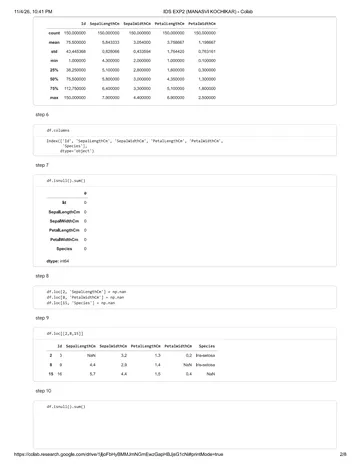 11/4/26, 10:41 PM IDS EXP2 (MANASVI KOCHIKAR) - Colab
Id SepalLengthCm SepalWidthCm PetalLengthCm PetalWidthCm
count 150.000000 150.000000 150.000000 150.000000 150.000000
mean 75.500000 5.843333 3.054000 3.758667 1.198667
std 43.445368 0.828066 0.433594 1.764420 0.763161
min 1.000000 4.300000 2.000000 1.000000 0.100000
25% 38.250000 5.100000 2.800000 1.600000 0.300000
50% 75.500000 5.800000 3.000000 4.350000 1.300000
75% 112.750000 6.400000 3.300000 5.100000 1.800000
max 150.000000 7.900000 4.400000 6.900000 2.500000
step 6
df.columns
Index(['Id', 'SepalLengthCm', 'SepalWidthCm', 'PetalLengthCm', 'PetalWidthCm',
'Species'],
dtype='object')
step 7
df.isnull().sum()
0
Id 0
SepalLengthCm 0
SepalWidthCm 0
PetalLengthCm 0
PetalWidthCm 0
Species 0
dtype: int64
step 8
df.loc[2, 'SepalLengthCm'] = np.nan
df.loc[8, 'PetalWidthCm'] = np.nan
df.loc[15, 'Species'] = np.nan
step 9
df.loc[[2,8,15]]
Id SepalLengthCm SepalWidthCm PetalLengthCm PetalWidthCm Species
2 3 NaN 3.2 1.3 0.2 Iris-setosa
8 9 4.4 2.9 1.4 NaN Iris-setosa
15 16 5.7 4.4 1.5 0.4 NaN
step 10
df.isnull().sum()
2/8